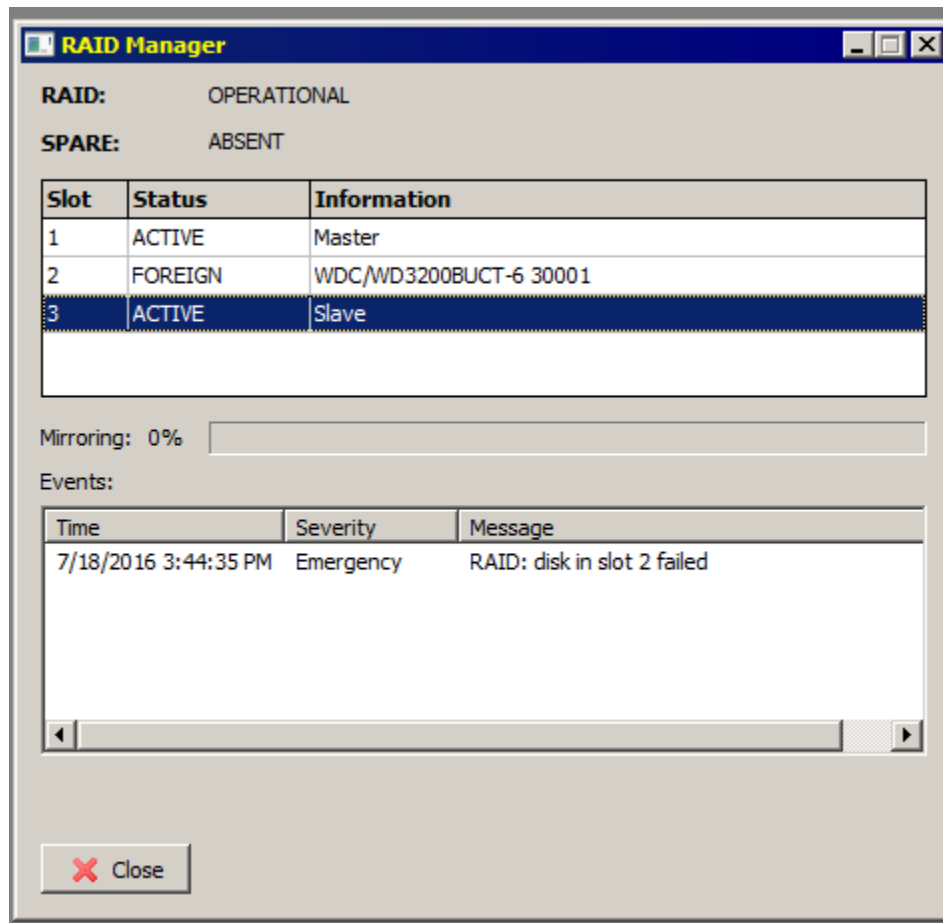 RAID Manager
RAID: OPERATIONAL
SPARE: ABSENT
Slot Status Information
1 ACTIVE Master
2 FOREIGN WDC/WD3200BUCT-6 30001
3 ACTIVE Slave
Mirroring: 0%
Events:
Time Severity Message
7/18/2016 3:44:35 PM Emergency RAID: disk in slot 2 failed
Close